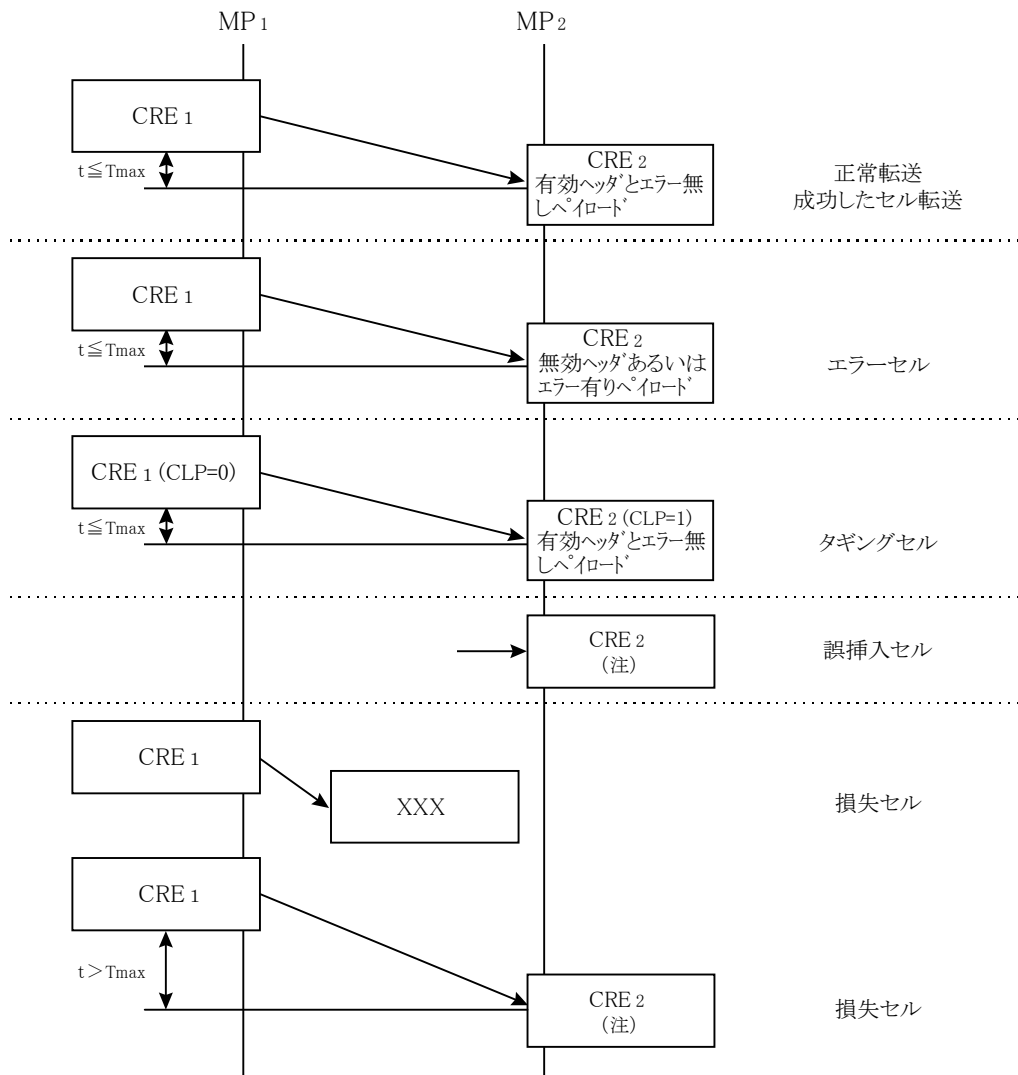 MP 1
MP 2
CRE 1
t≦Tmax
CRE 2
有効ヘッダとエラー無
しペイロード
正常転送
成功したセル転送
CRE 1
t≦Tmax
CRE 2
無効ヘッダあるいは
エラー有りペイロード
エラーセル
CRE 1 (CLP=0)
t≦Tmax
CRE 2 (CLP=1)
有効ヘッダとエラー無
しペイロード
タギングセル
CRE 2
(注)
誤挿入セル
CRE 1
XXX
損失セル
CRE 1
t>Tmax
CRE 2
(注)
損失セル